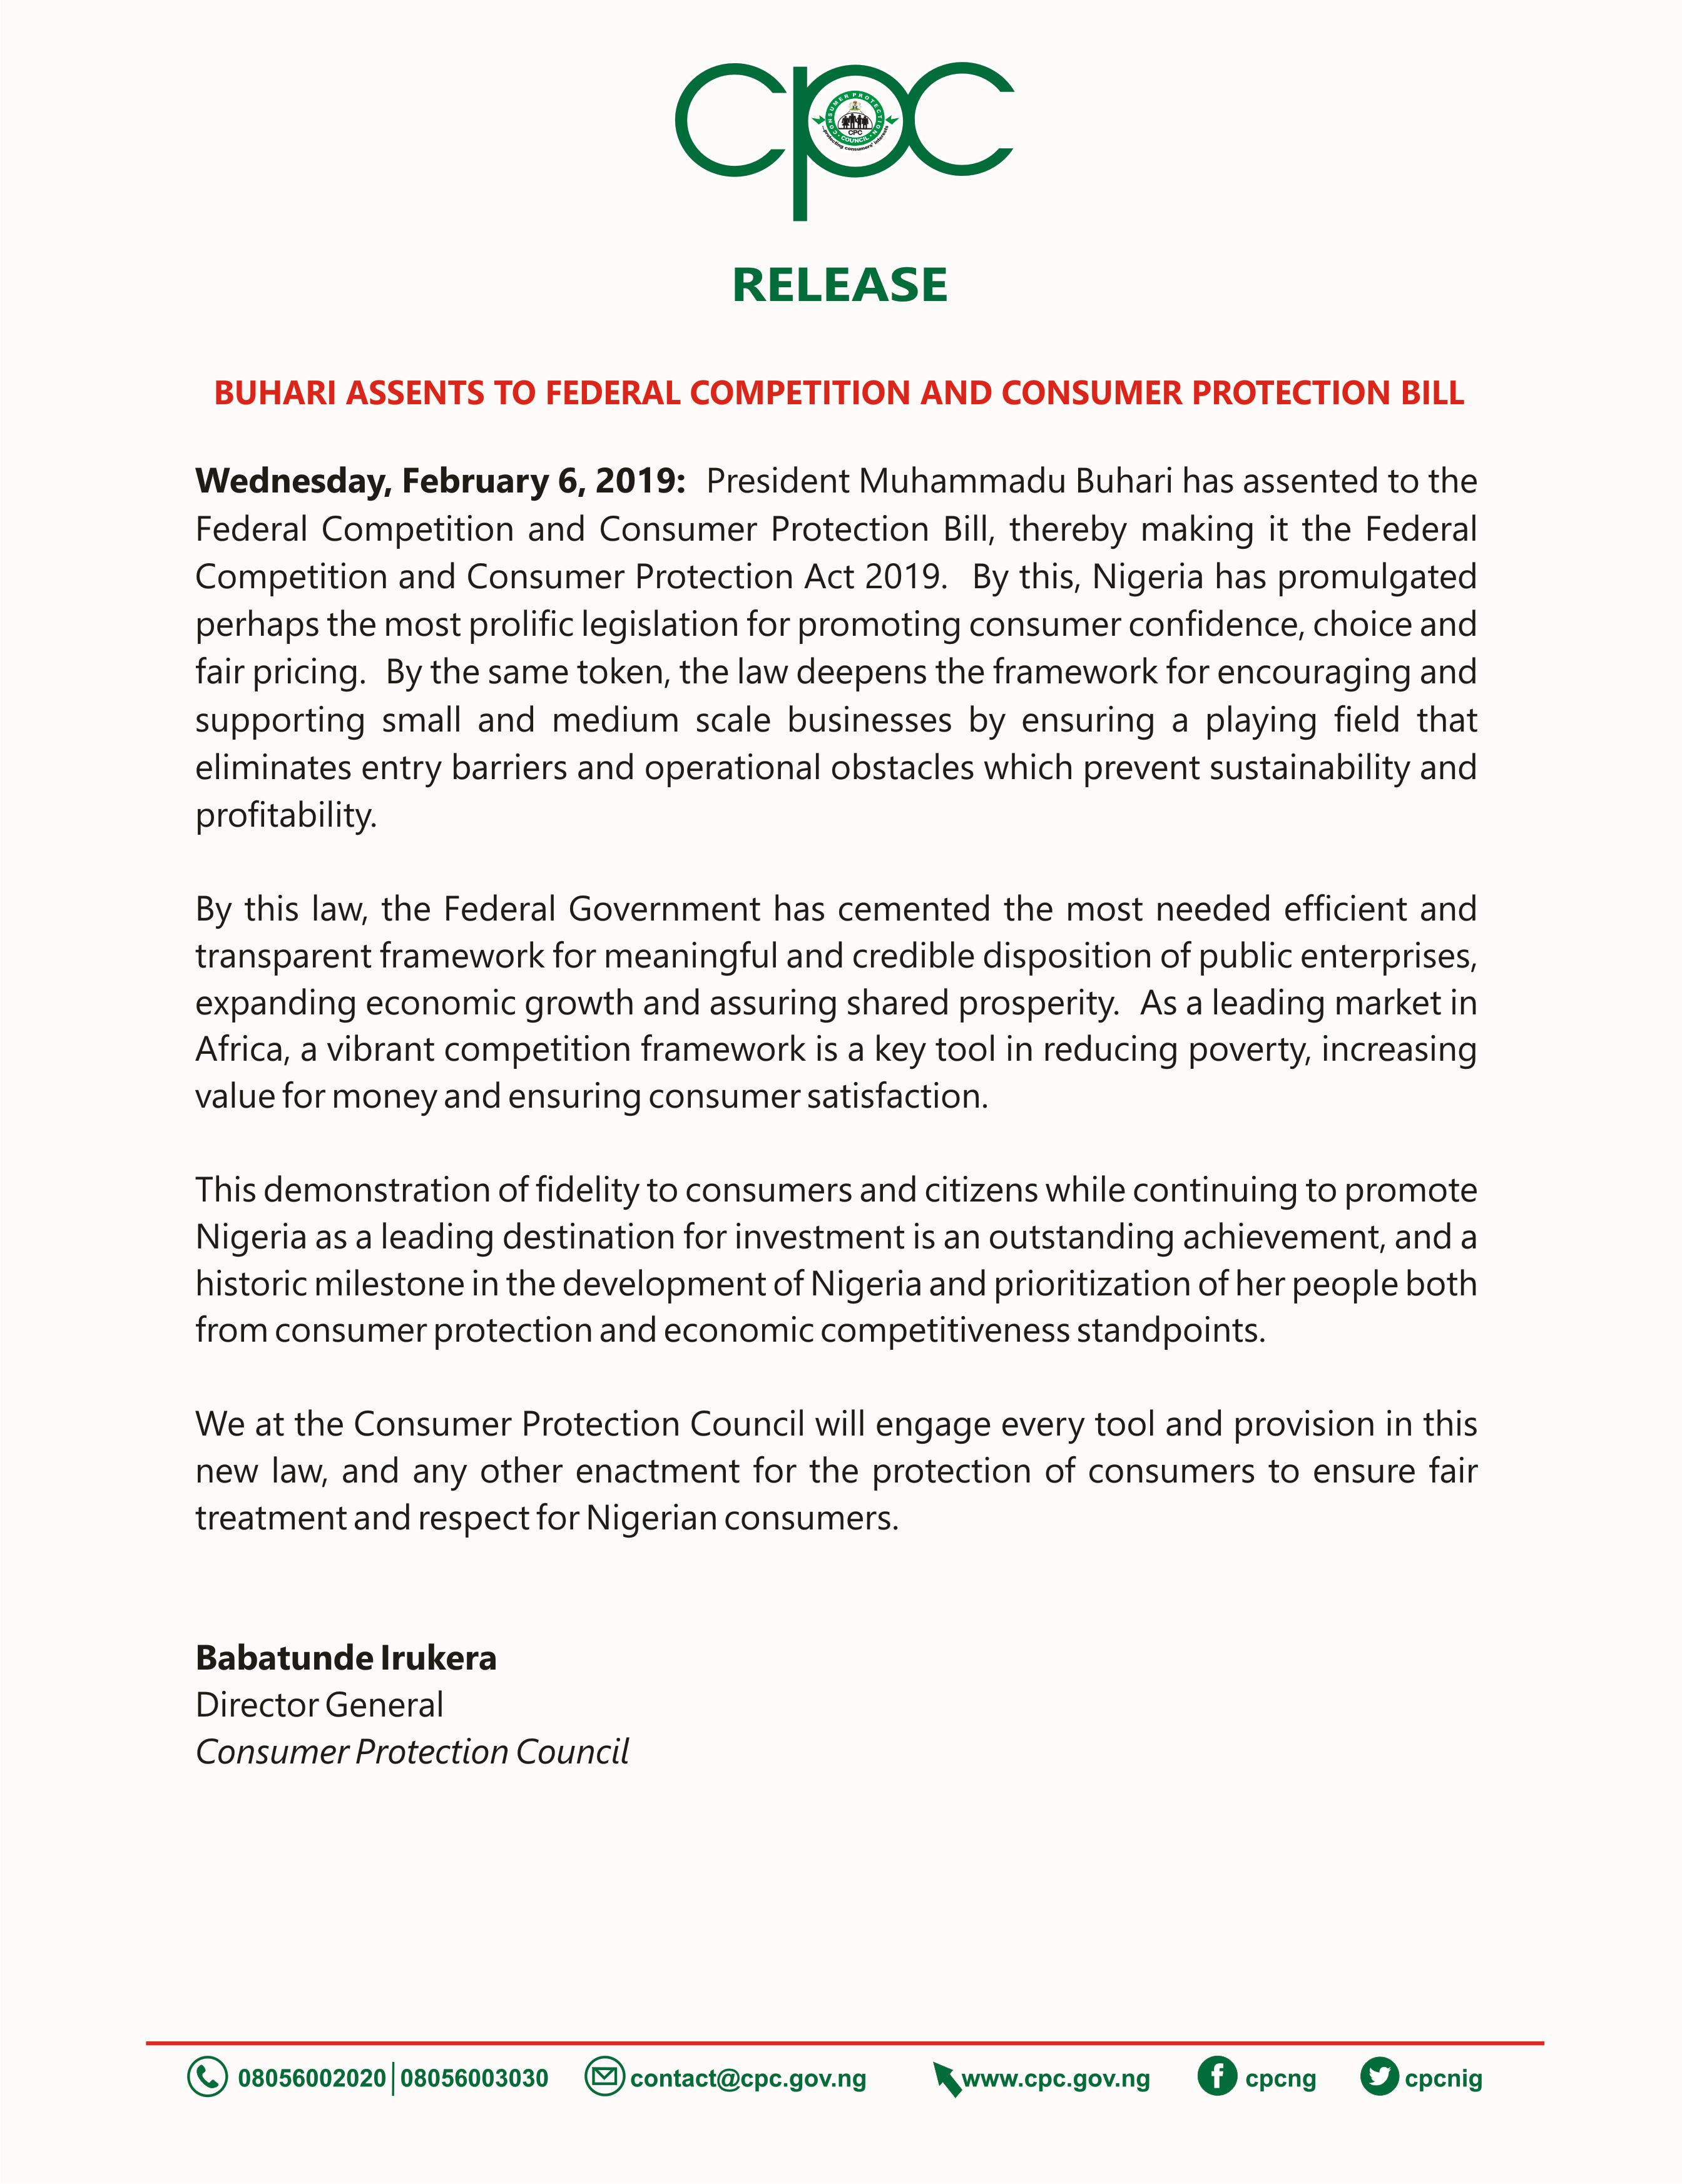 cpc
CONSUMER PROTECTION
CPC
COUNCIL
...protecting consumers' interests
RELEASE
BUHARI ASSENTS TO FEDERAL COMPETITION AND CONSUMER PROTECTION BILL
Wednesday, February 6, 2019: President Muhammadu Buhari has assented to the
Federal Competition and Consumer Protection Bill, thereby making it the Federal
Competition and Consumer Protection Act 2019. By this, Nigeria has promulgated
perhaps the most prolific legislation for promoting consumer confidence, choice and
fair pricing. By the same token, the law deepens the framework for encouraging and
supporting small and medium scale businesses by ensuring a playing field that
eliminates entry barriers and operational obstacles which prevent sustainability and
profitability.
By this law, the Federal Government has cemented the most needed efficient and
transparent framework for meaningful and credible disposition of public enterprises,
expanding economic growth and assuring shared prosperity. As a leading market in
Africa, a vibrant competition framework is a key tool in reducing poverty, increasing
value for money and ensuring consumer satisfaction.
This demonstration of fidelity to consumers and citizens while continuing to promote
Nigeria as a leading destination for investment is an outstanding achievement, and a
historic milestone in the development of Nigeria and prioritization of her people both
from consumer protection and economic competitiveness standpoints.
We at the Consumer Protection Council will engage every tool and provision in this
new law, and any other enactment for the protection of consumers to ensure fair
treatment and respect for Nigerian consumers.
Babatunde Irukera
Director General
Consumer Protection Council
08056002020|08056003030 contact@cpc.gov.ng www.cpc.gov.ng cpcng cpcnig